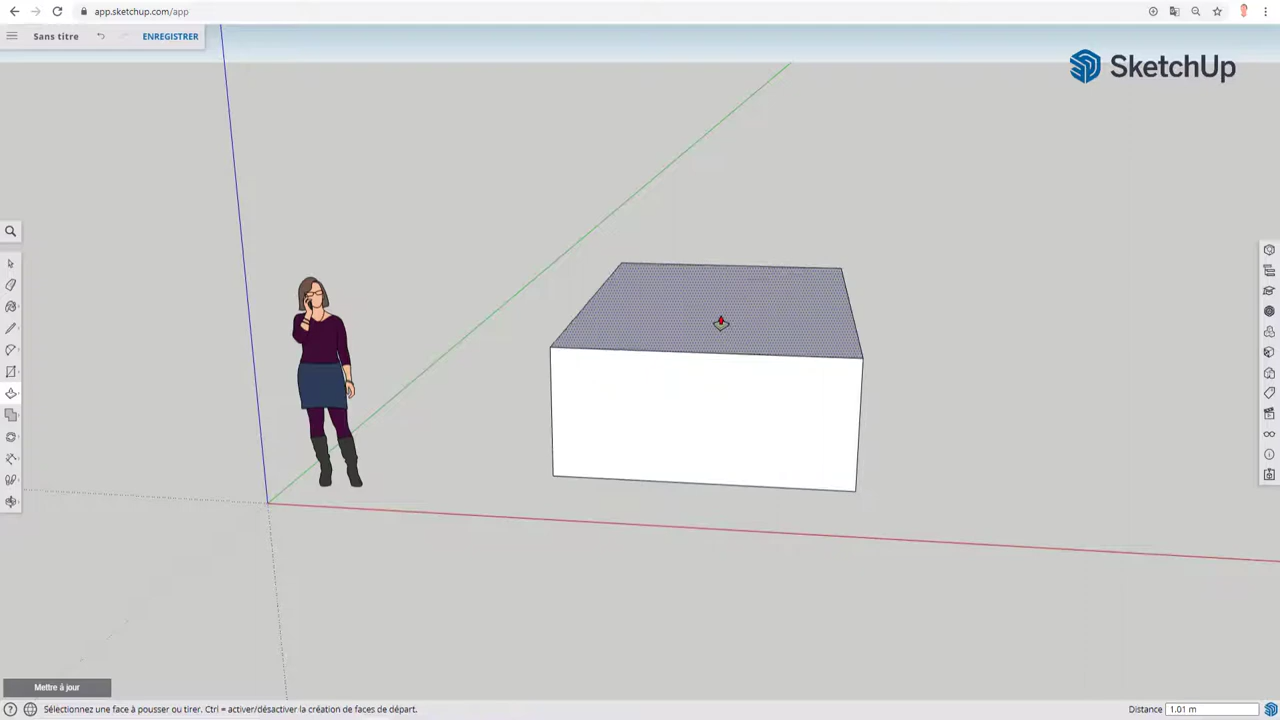 app.sketchup.com/app
Sans titre
ENREGISTRER
SketchUp
Mettre à jour
Sélectionnez une face à pousser ou tirer. Ctrl = activer/désactiver la création de faces de départ.
Distance 1.01 m